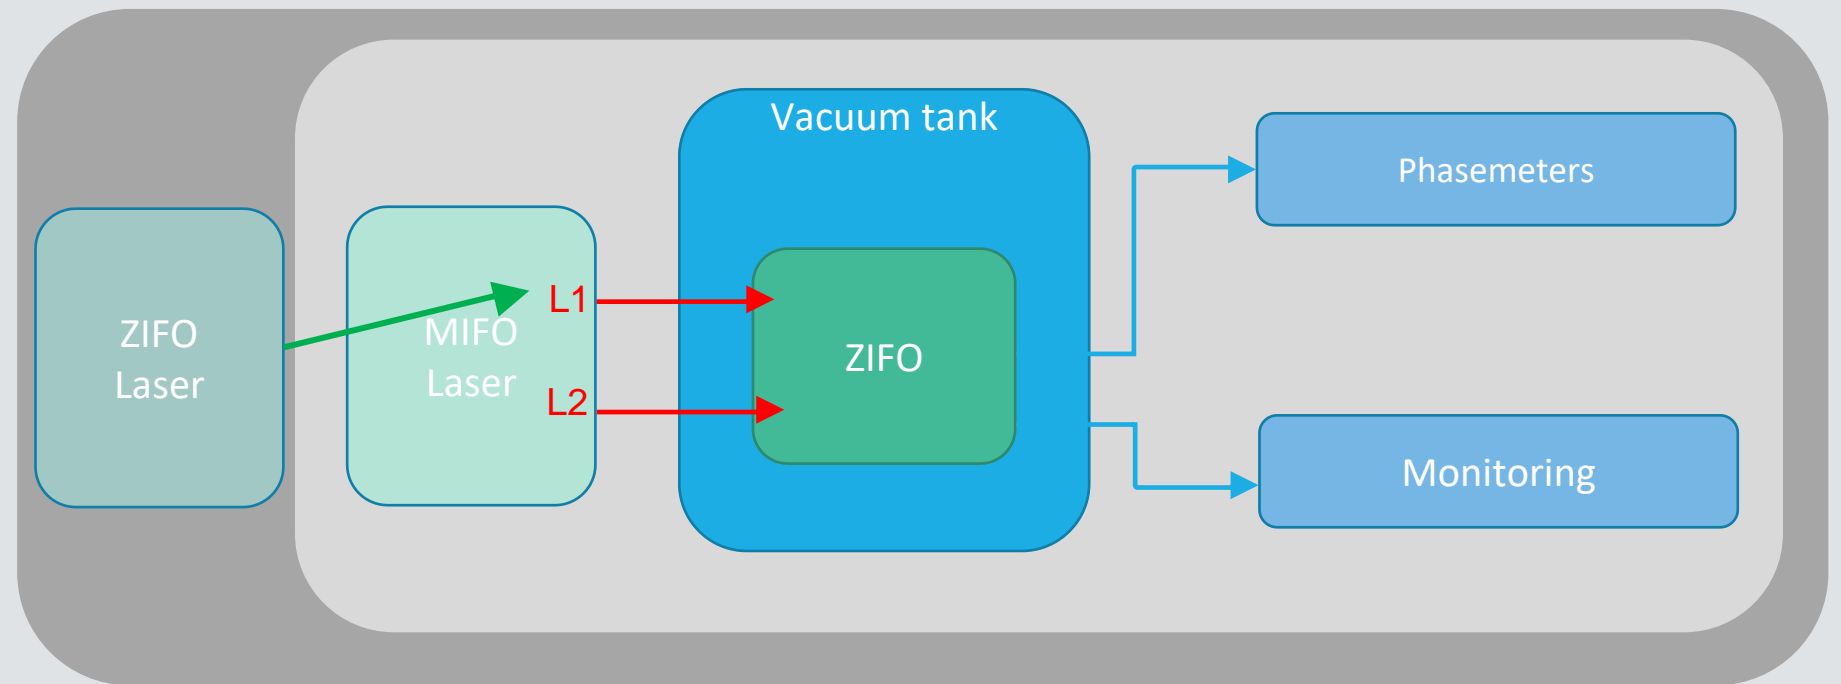 Vacuum tank
Phasemeters
ZIFO
Laser
MIFO
Laser
L1
L2
ZIFO
Monitoring